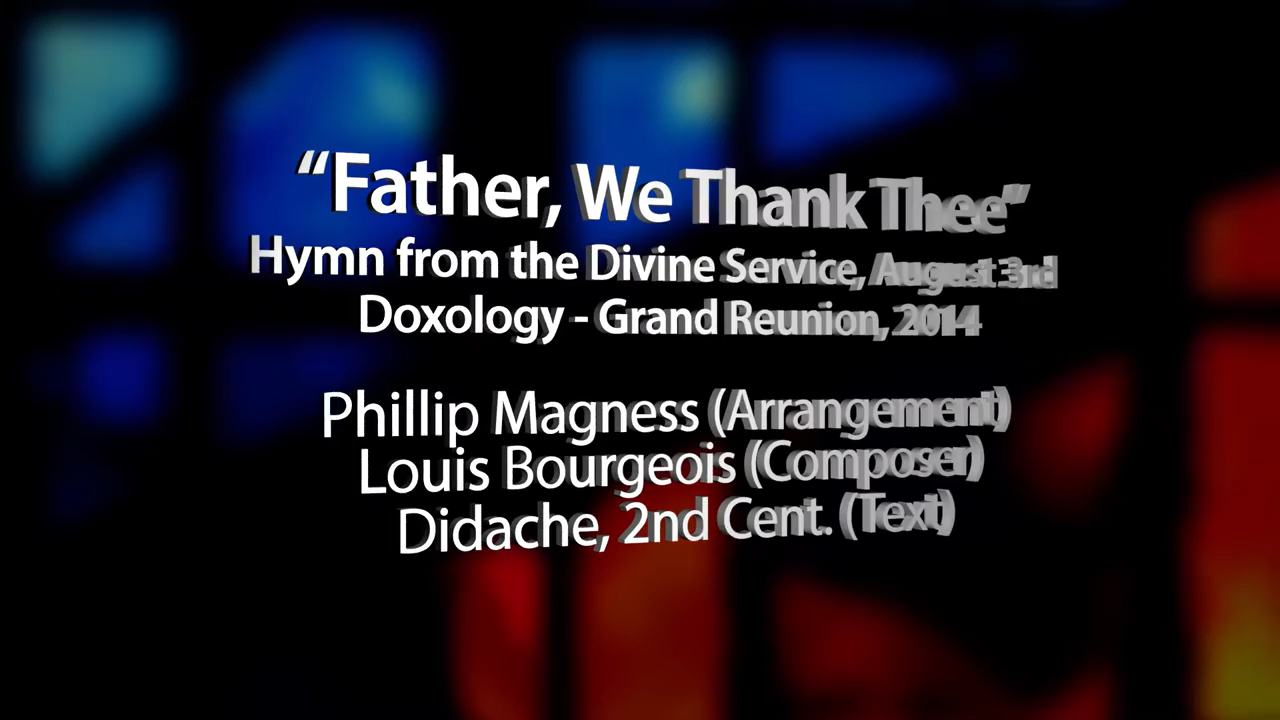 “Father, We Thank Thee”
Hymn from the Divine Service, August 3rd
Doxology - Grand Reunion, 2014
Phillip Magness (Arrangement)
Louis Bourgeois (Composer)
Didache, 2nd Cent. (Text)